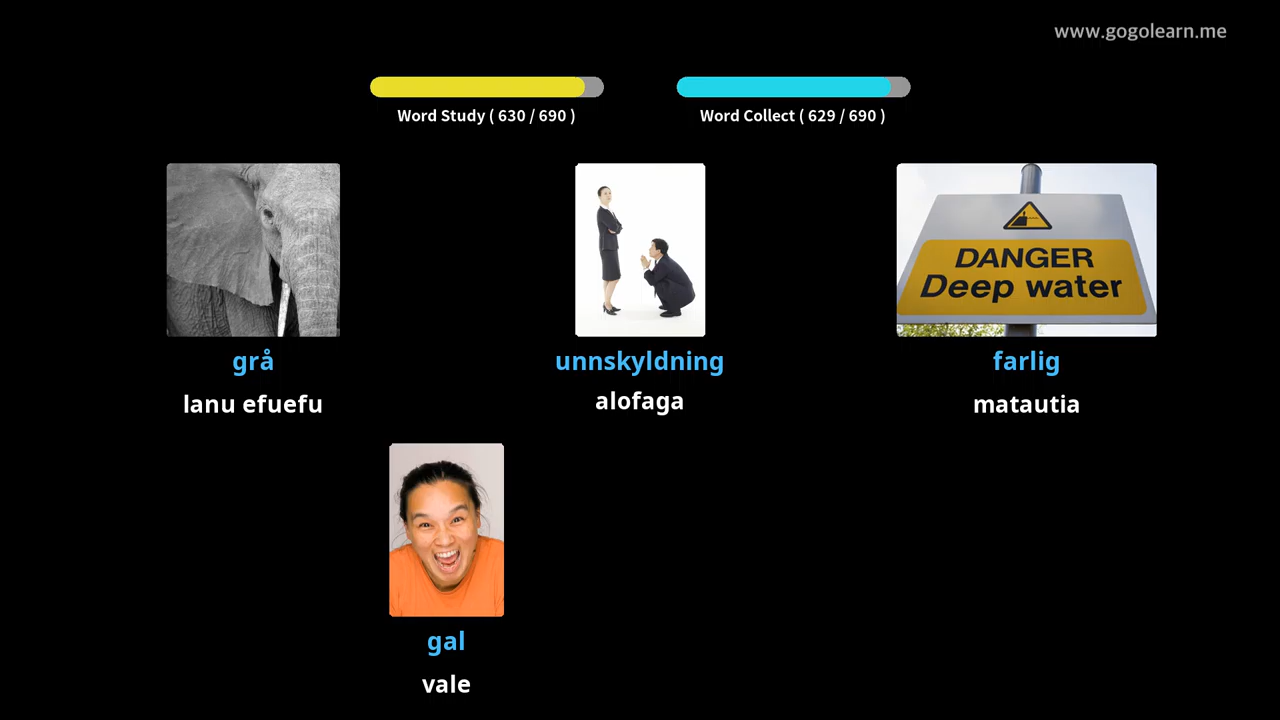 www.gogolearn.me
Word Study ( 630 / 690 )
Word Collect ( 629 / 690 )
DANGER
Deep water
grå
unnskyldning
farlig
lanu efuefu
alofaga
matautia
gal
vale